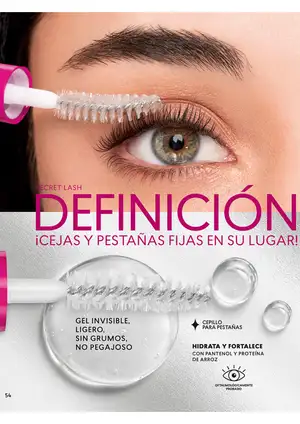 SECRET LASH
DEFINICIÓN
¡CEJAS Y PESTAÑAS FIJAS EN SU LUGAR!
GEL INVISIBLE,
LIGERO,
SIN GRUMOS,
NO PEGAJOSO
CEPILLO
PARA PESTAÑAS
HIDRATA Y FORTALECE
CON PANTENOL Y PROTEÍNA
DE ARROZ
OFTALMOLÓGICAMENTE
PROBADO
54